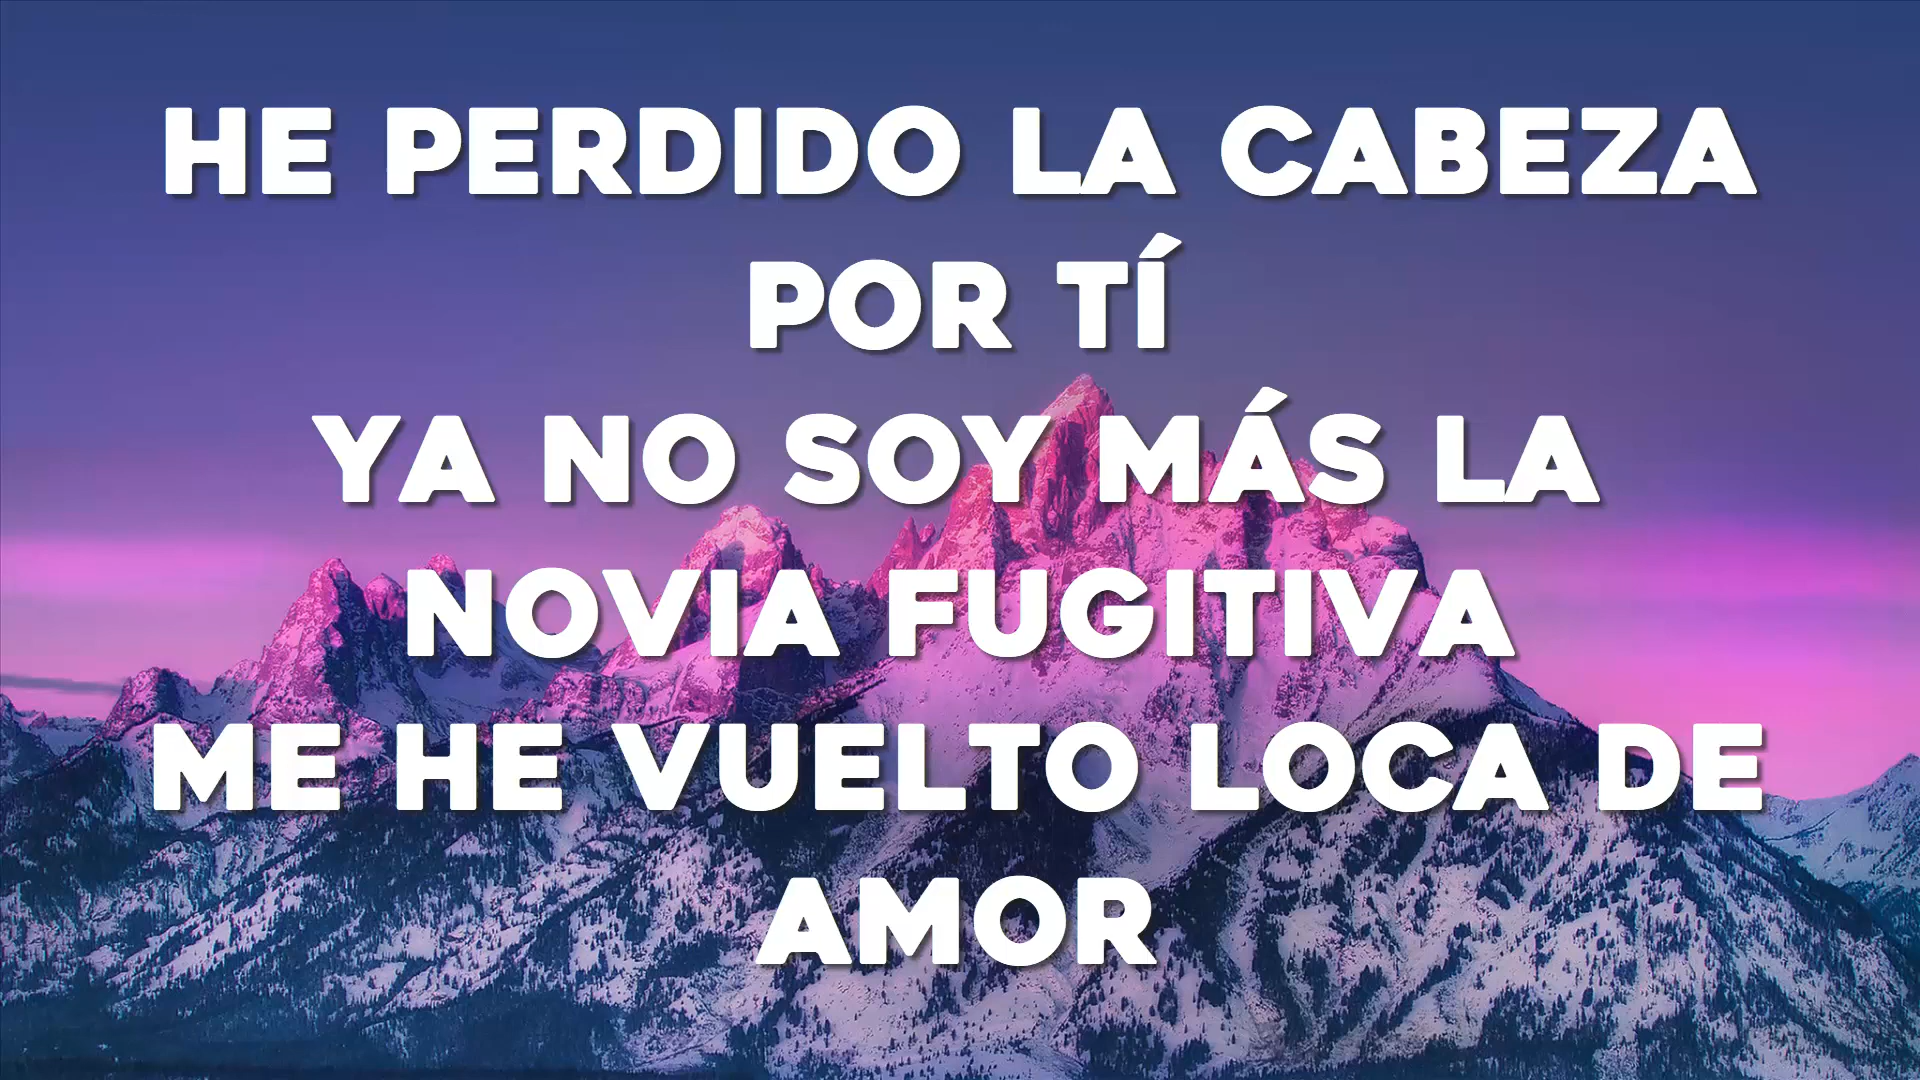 HE PERDIDO LA CABEZA
POR TÍ
YA NO SOY MÁS LA
NOVIA FUGITIVA
ME HE VUELTO LOCA DE
AMOR